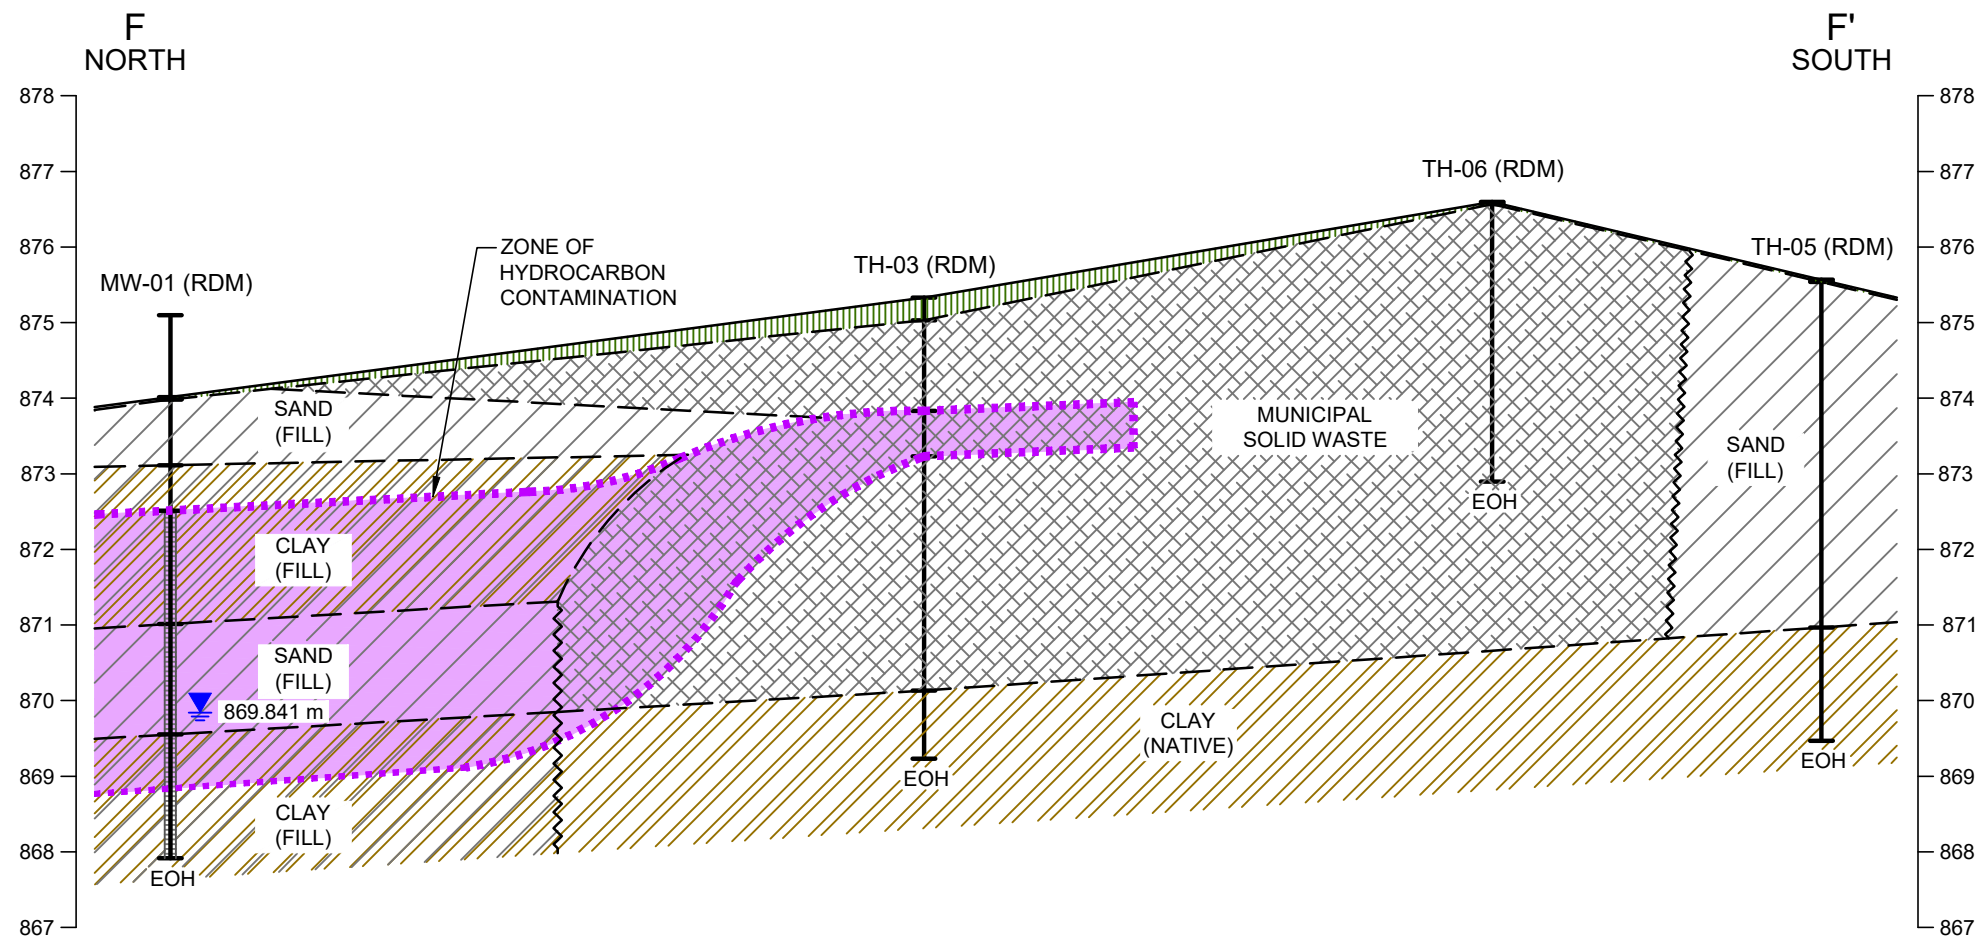 F
NORTH
F'
SOUTH
878
877
876
875
874
873
872
871
870
869
868
867
878
877
876
875
874
873
872
871
870
869
868
867
MW-01 (RDM)
ZONE OF
HYDROCARBON
CONTAMINATION
TH-03 (RDM)
TH-06 (RDM)
TH-05 (RDM)
SAND
(FILL)
CLAY
(FILL)
SAND
(FILL)
869.841 m
CLAY
(FILL)
EOH
MUNICIPAL
SOLID WASTE
EOH
SAND
(FILL)
CLAY
(NATIVE)
EOH
EOH